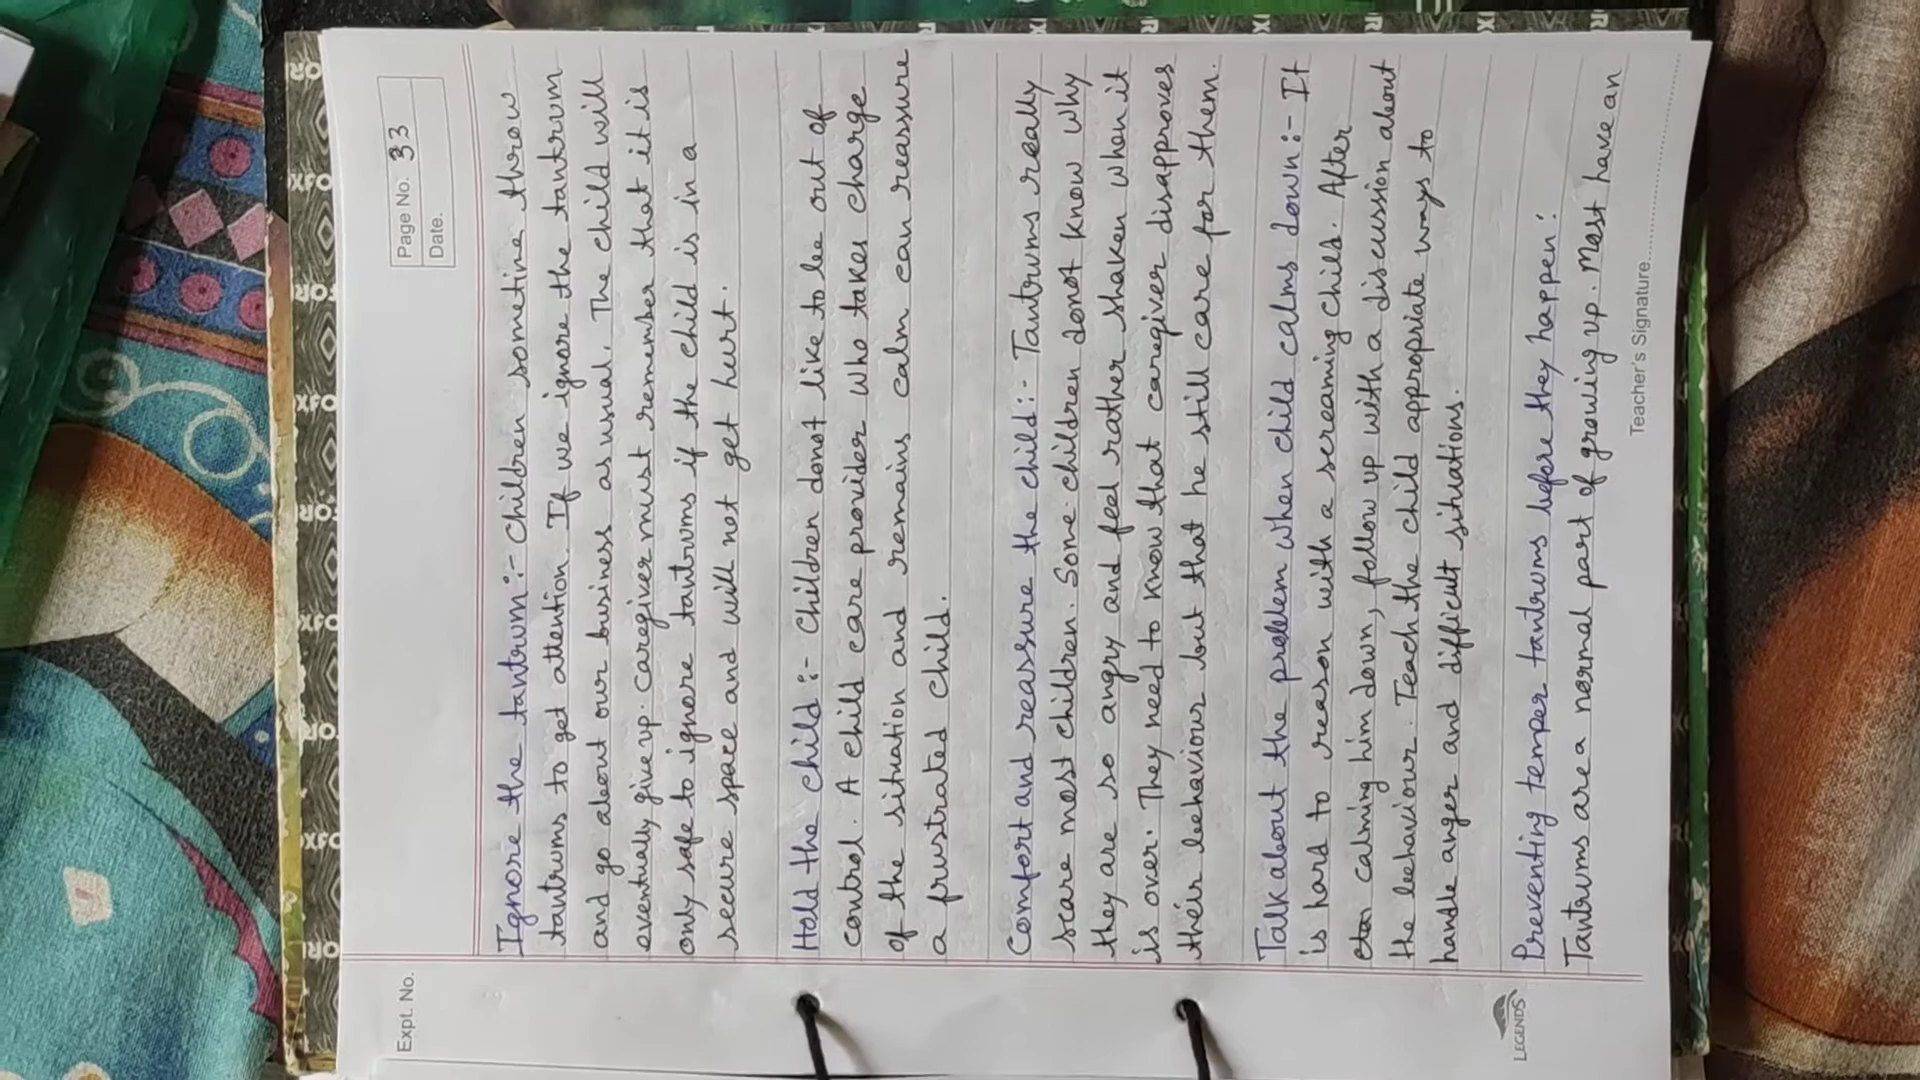 Expt. No.
Page No. 33
Date.
Ignore the tantrum :- Children sometine throw
tantrums to get attention. If we ignore the tantrum
and go about our business as usual. The child will
eventually give up. caregiver must remember that it is
only safe to ignore tantrums if the child is in a
secure space and will not get hurt.
Hold the child :- Children donot like to be out of
control. A child care provider who takes charge
of the situation and remains calm can reassure
a frustrated child.
Comfort and reassure the child :- Tantrums really
scare most children. Some children donot know why
they are so angry and feel rather shaken when it
is over. They need to know that caregiver disapproves
their behaviour but that he still care for them.
Talk about the problem when child calms down :- It
is hard to reason with a screaming child. After
calming him down, follow up with a discussion about
the behaviour. Teach the child appropriate ways to
handle anger and difficult situations.
Preventing temper tantrums before they happen :
Tantrums are a normal part of growing up. Most have an
Teacher's Signature
LEGENDS